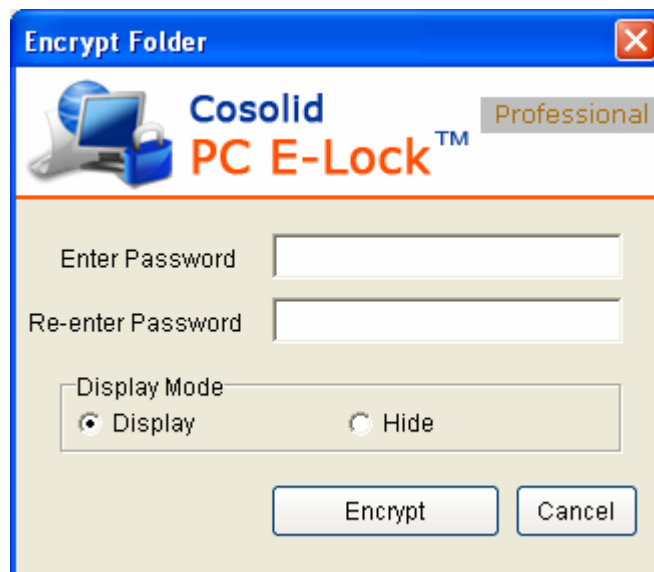 Encrypt Folder
Cosolid
PC E-Lock™
Professional
Enter Password
Re-enter Password
Display Mode
Display
Hide
Encrypt
Cancel